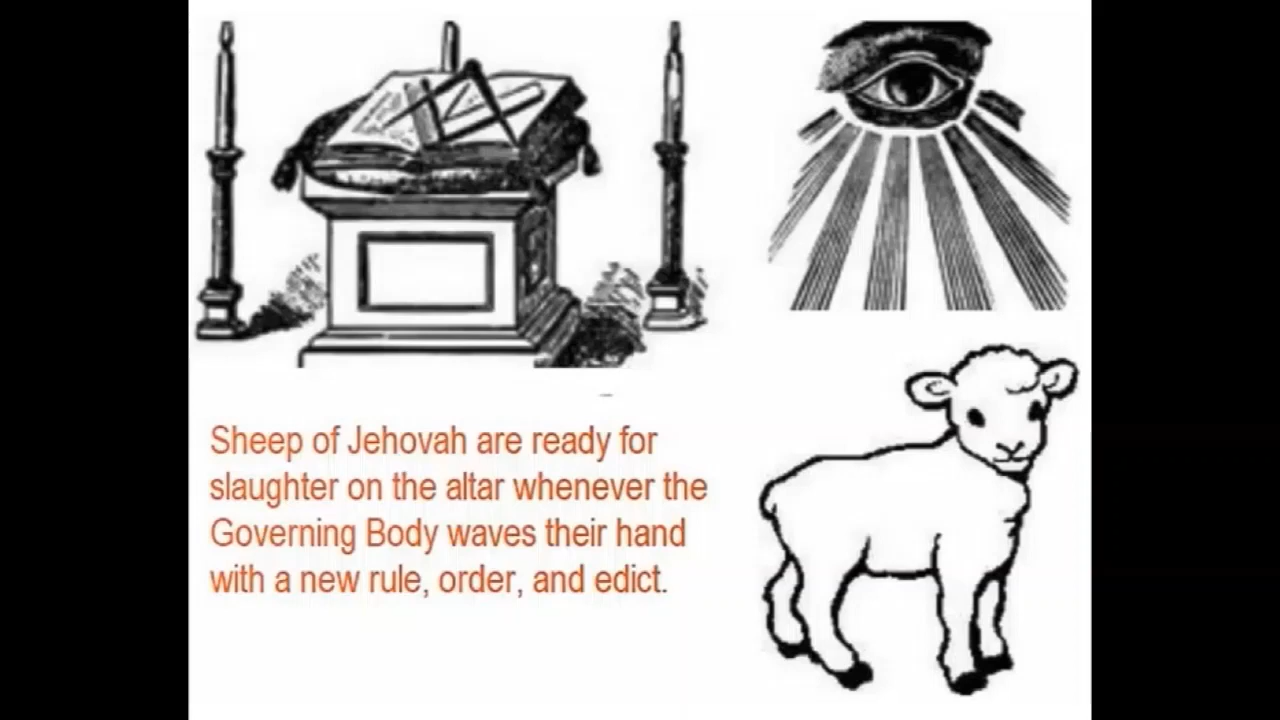 Sheep of Jehovah are ready for
slaughter on the altar whenever the
Governing Body waves their hand
with a new rule, order, and edict.